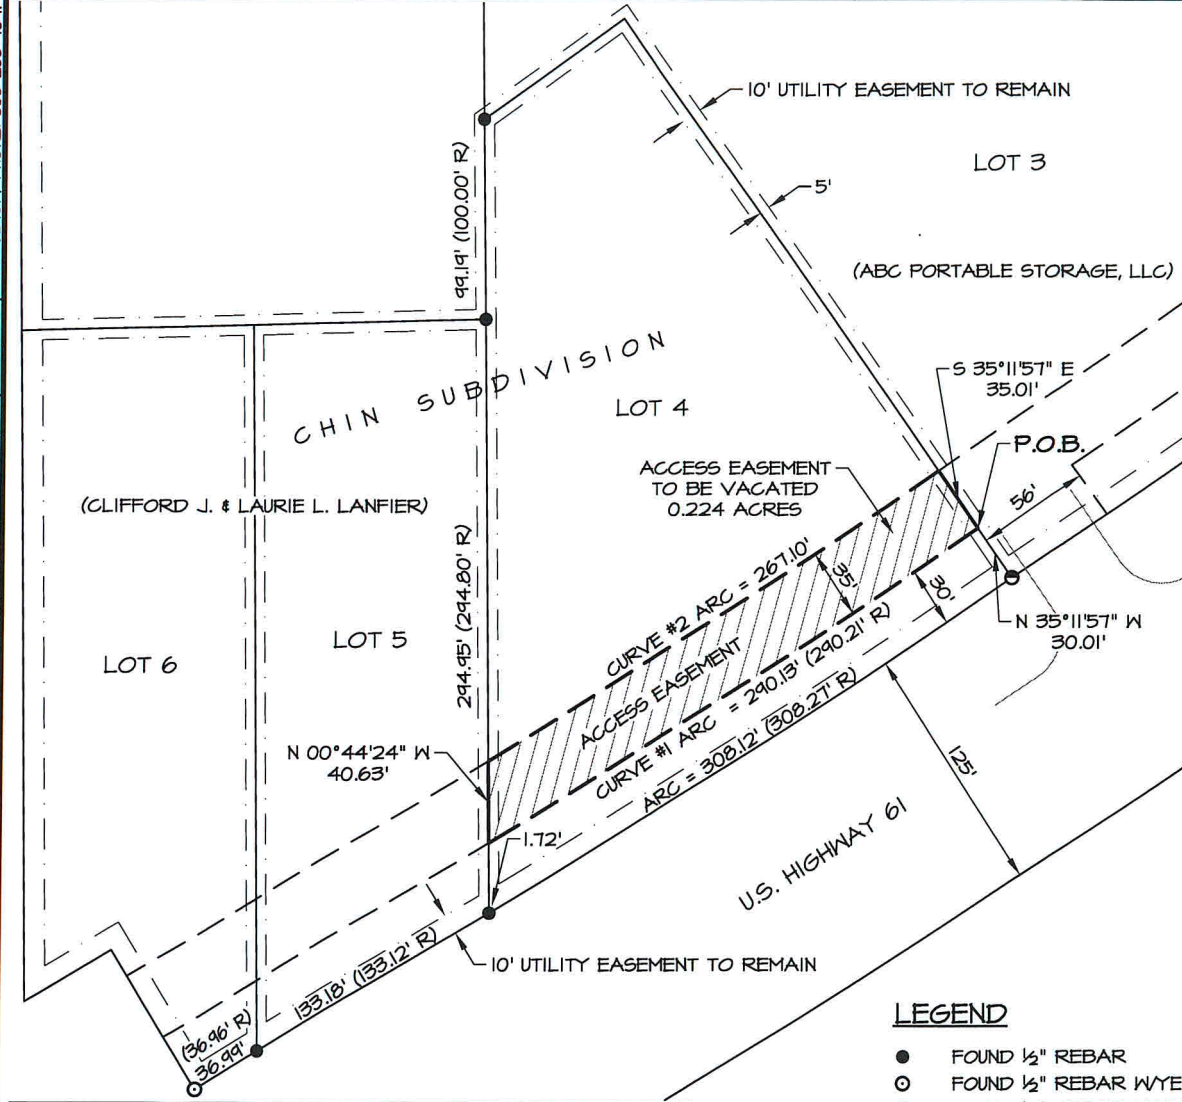 10' UTILITY EASEMENT TO REMAIN
LOT 3
5'
99.19' (100.00' R)
(ABC PORTABLE STORAGE, LLC)
CHIN SUBDIVISION
S 35°11'57" E
35.01'
LOT 4
P.O.B.
ACCESS EASEMENT
TO BE VACATED
0.224 ACRES
56'
(CLIFFORD J. & LAURIE L. LANFIER)
294.95' (294.80' R)
CURVE #2 ARC = 267.10'
35'
30'
N 35°11'57" W
30.01'
LOT 5
LOT 6
ACCESS EASEMENT
CURVE #1 ARC = 290.13' (290.21' R)
ARC = 308.12' (308.27' R)
N 00°44'24" W
40.63'
125'
1.72'
U.S. HIGHWAY 61
133.18' (133.12' R)
10' UTILITY EASEMENT TO REMAIN
(36.96' R)
36.99'
LEGEND
FOUND ½" REBAR
FOUND ½" REBAR W/YE